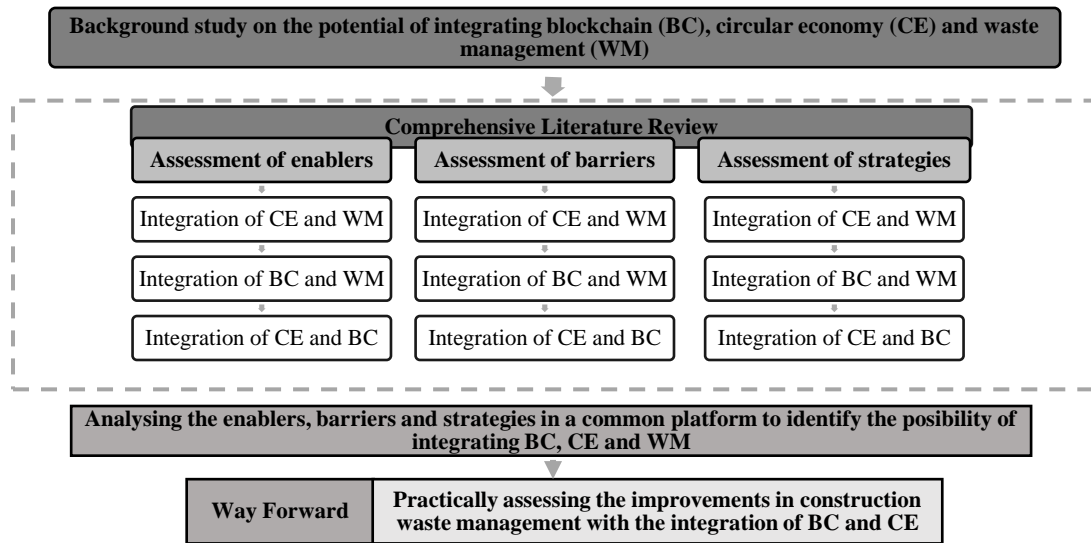 Background study on the potential of integrating blockchain (BC), circular economy (CE) and waste
management (WM)
Comprehensive Literature Review
Assessment of enablers
Integration of CE and WM
Integration of BC and WM
Integration of CE and BC
Assessment of barriers
Integration of CE and WM
Integration of BC and WM
Integration of CE and BC
Assessment of strategies
Integration of CE and WM
Integration of BC and WM
Integration of CE and BC
Analysing the enablers, barriers and strategies in a common platform to identify the posibility of
integrating BC, CE and WM
Way Forward
Practically assessing the improvements in construction
waste management with the integration of BC and CE